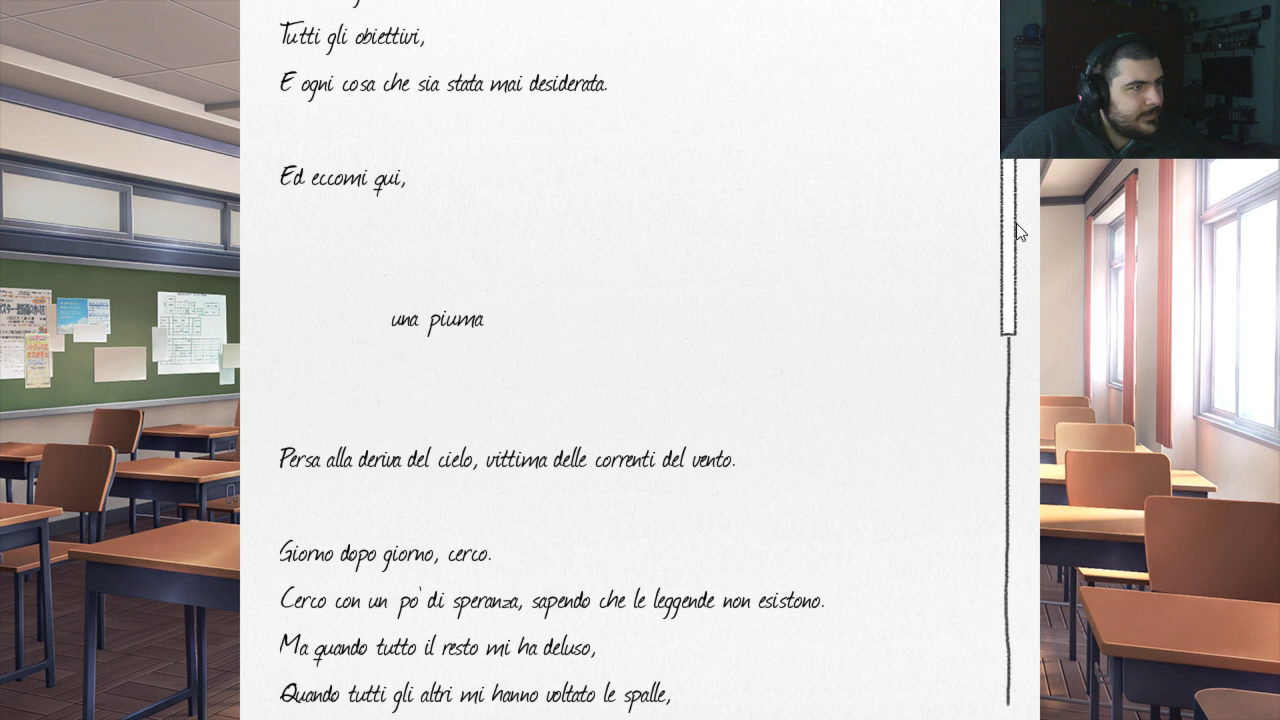 Tutti gli obiettivi,
E ogni cosa che sia stata mai desiderata.
Ed eccomi qui,
una piuma
Persa alla deriva del cielo, vittima delle correnti del vento.
Giorno dopo giorno, cerco.
Cerco con un po' di speranza, sapendo che le leggende non esistono.
Ma quando tutto il resto mi ha deluso,
Quando tutti gli altri mi hanno voltato le spalle,